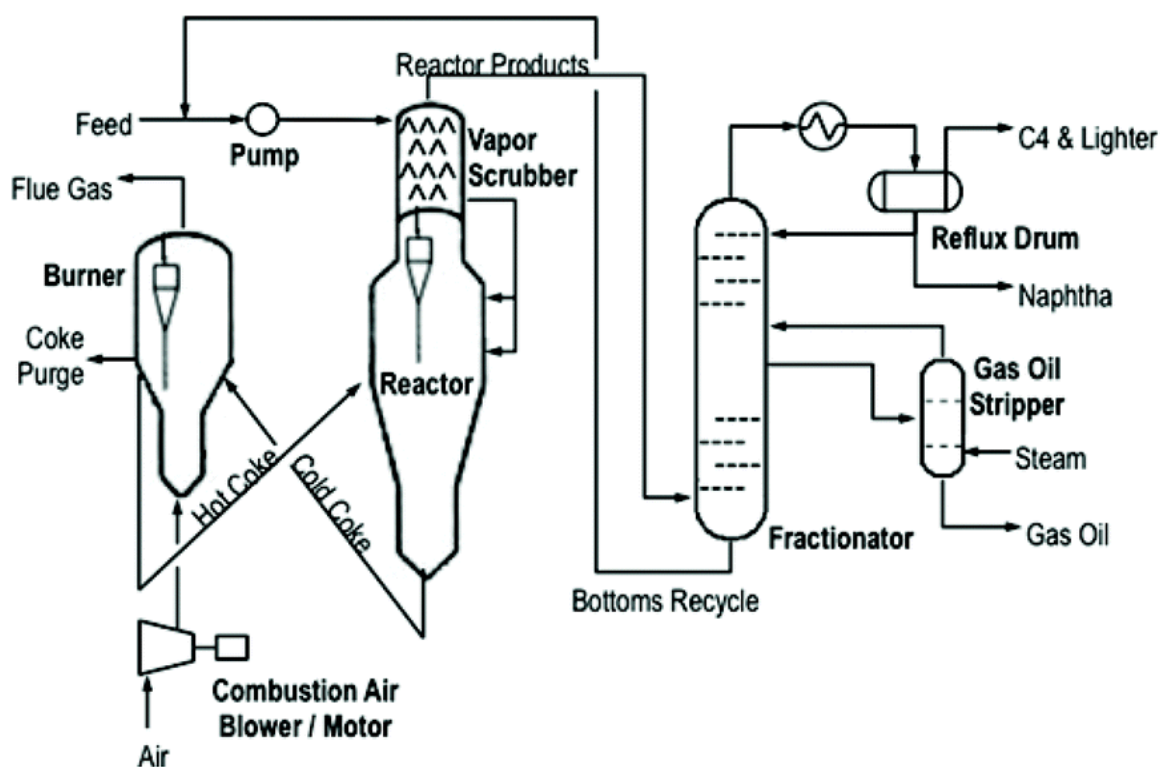 Reactor Products
Feed
Pump
Vapor
Scrubber
C4 & Lighter
Flue Gas
Reflux Drum
Burner
Naphtha
Coke
Purge
Reactor
Gas Oil
Stripper
Hot Coke
Cold Coke
Steam
Fractionator
Gas Oil
Bottoms Recycle
Combustion Air
Blower / Motor
Air